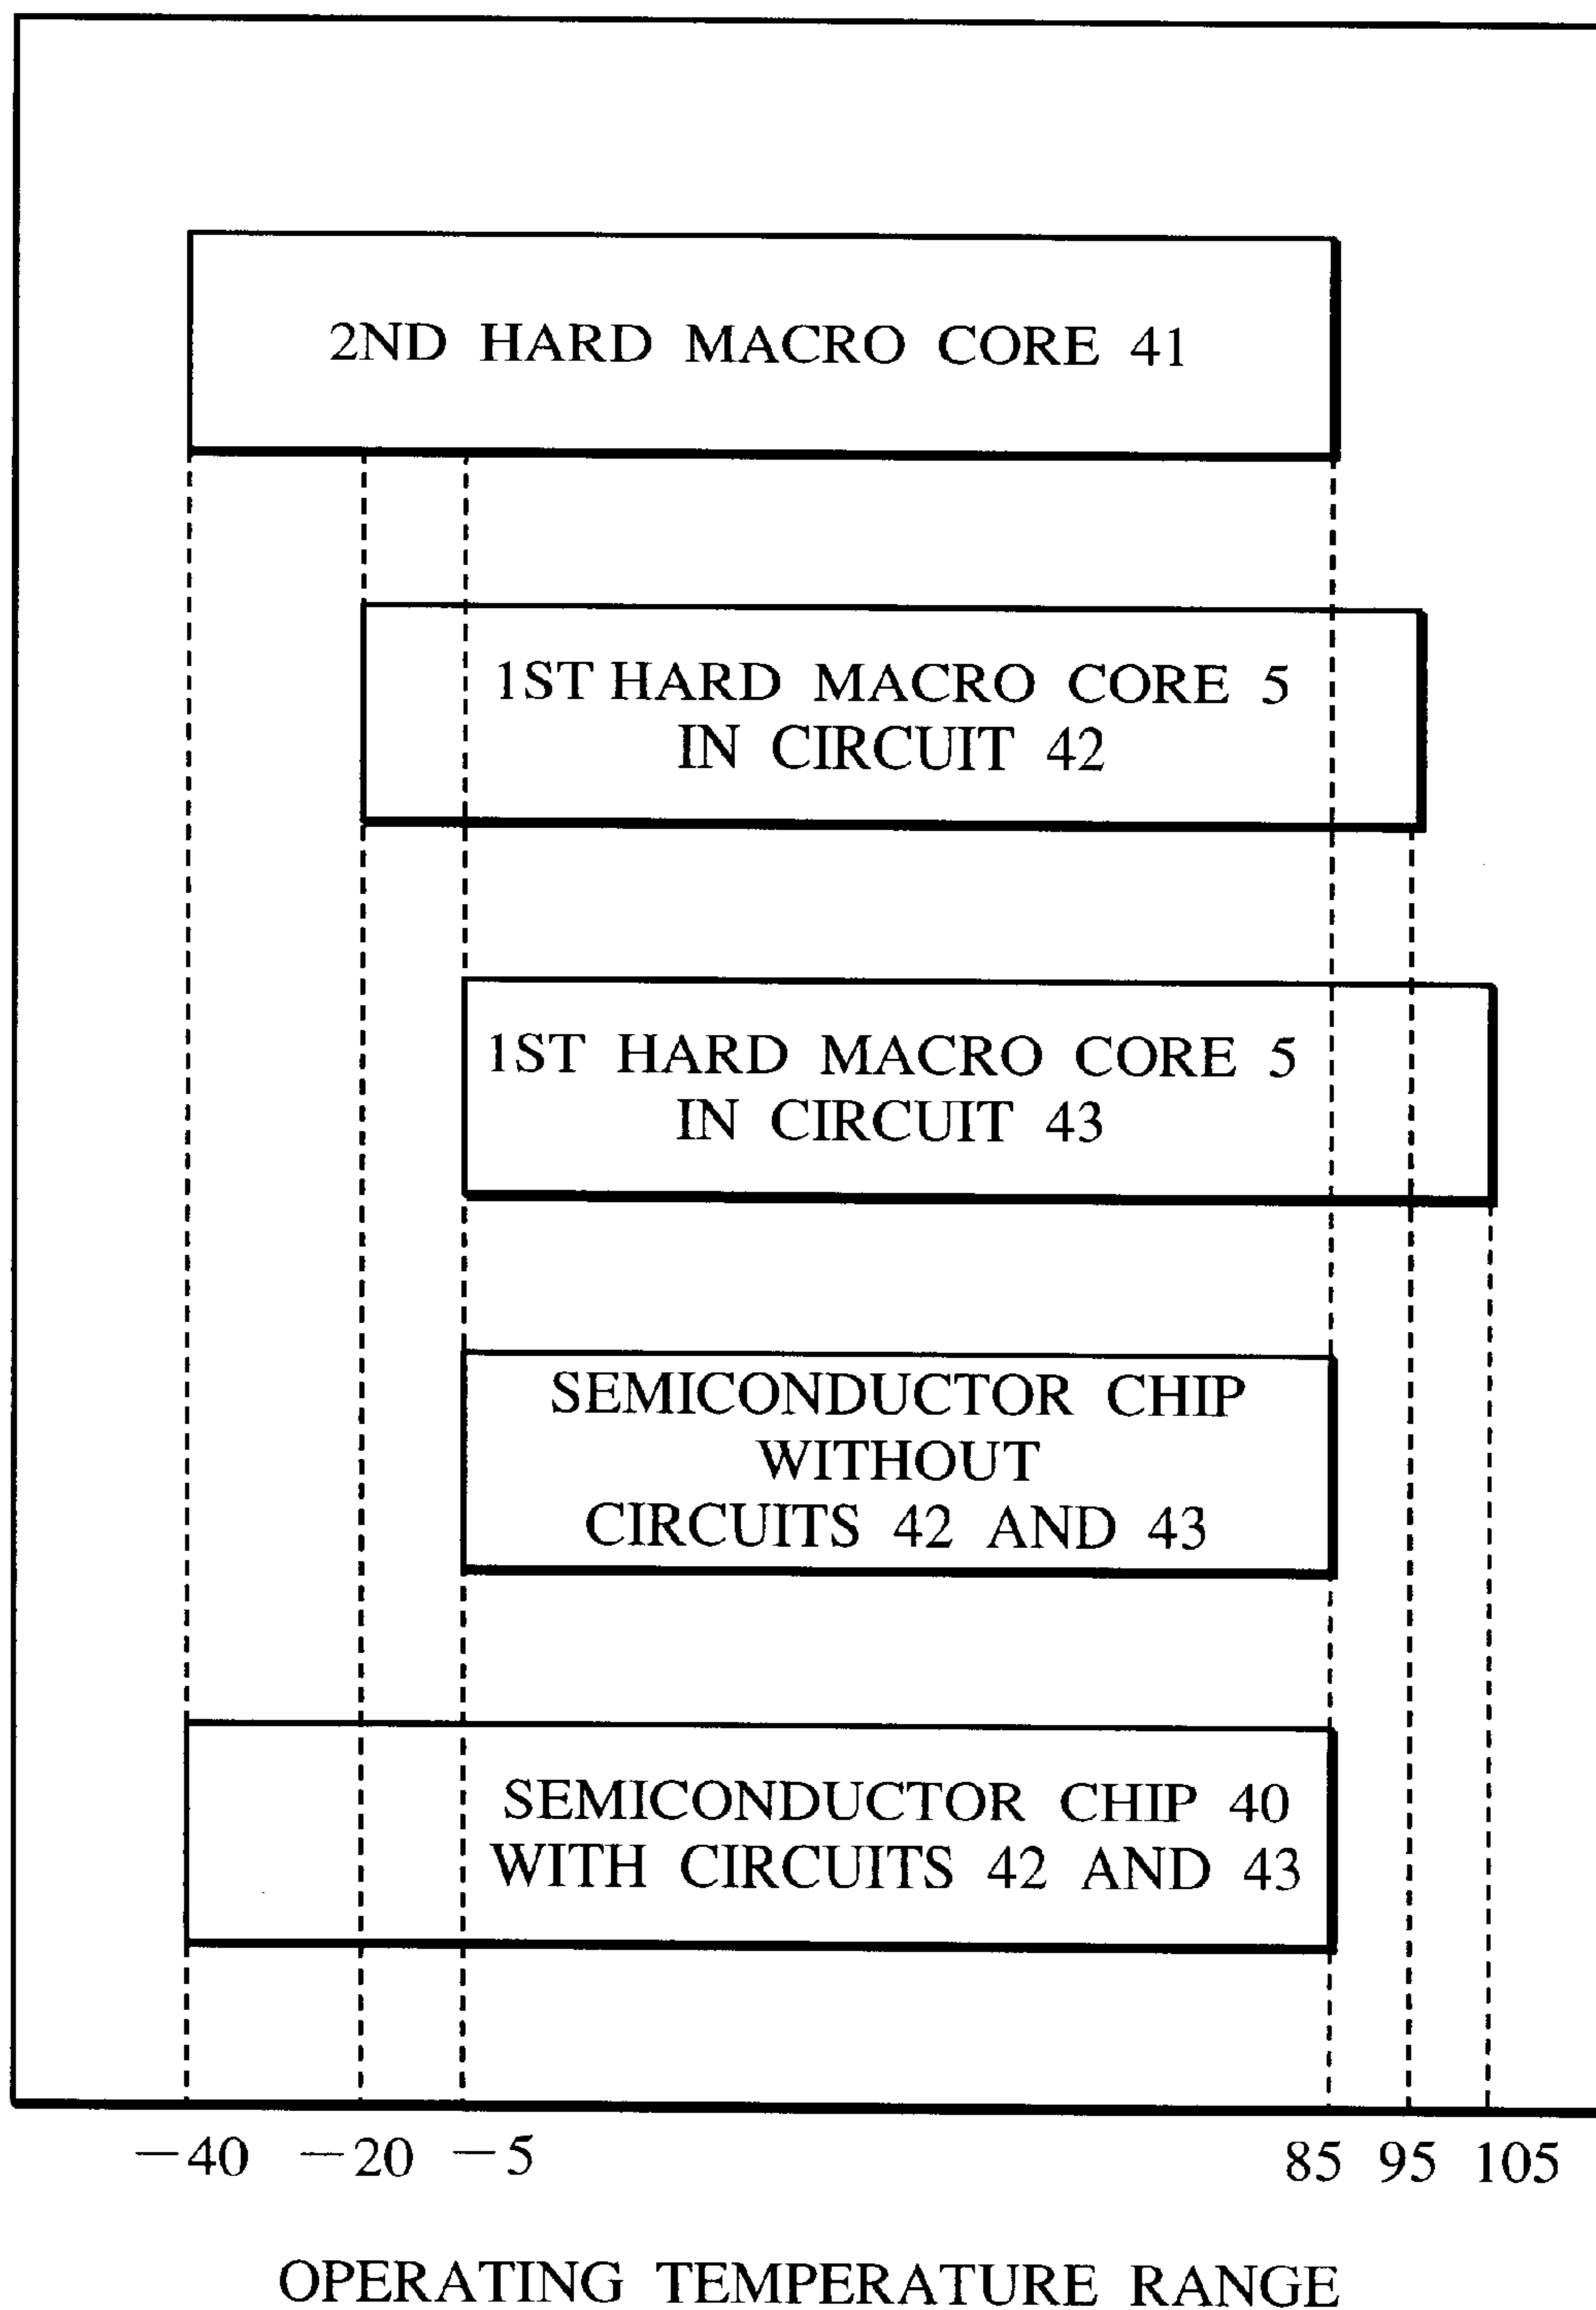 2ND HARD MACRO CORE 41
1ST HARD MACRO CORE 5
IN CIRCUIT 42
1ST HARD MACRO CORE 5
IN CIRCUIT 43
SEMICONDUCTOR CHIP
WITHOUT
CIRCUITS 42 AND 43
SEMICONDUCTOR CHIP 40
WITH CIRCUITS 42 AND 43
—40 —20 —5 85 95 105
OPERATING TEMPERATURE RANGE